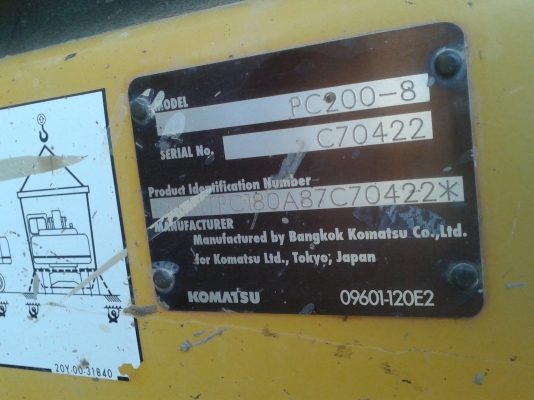 MODEL PC200-8
SERIAL No. C70422
Product Identification Number
PC180A87C70422*
MANUFACTURER
Manufactured by Bangkok Komatsu Co.,Ltd.
for Komatsu Ltd., Tokyo, Japan
KOMATSU 09601-120E2
20Y-00-31840